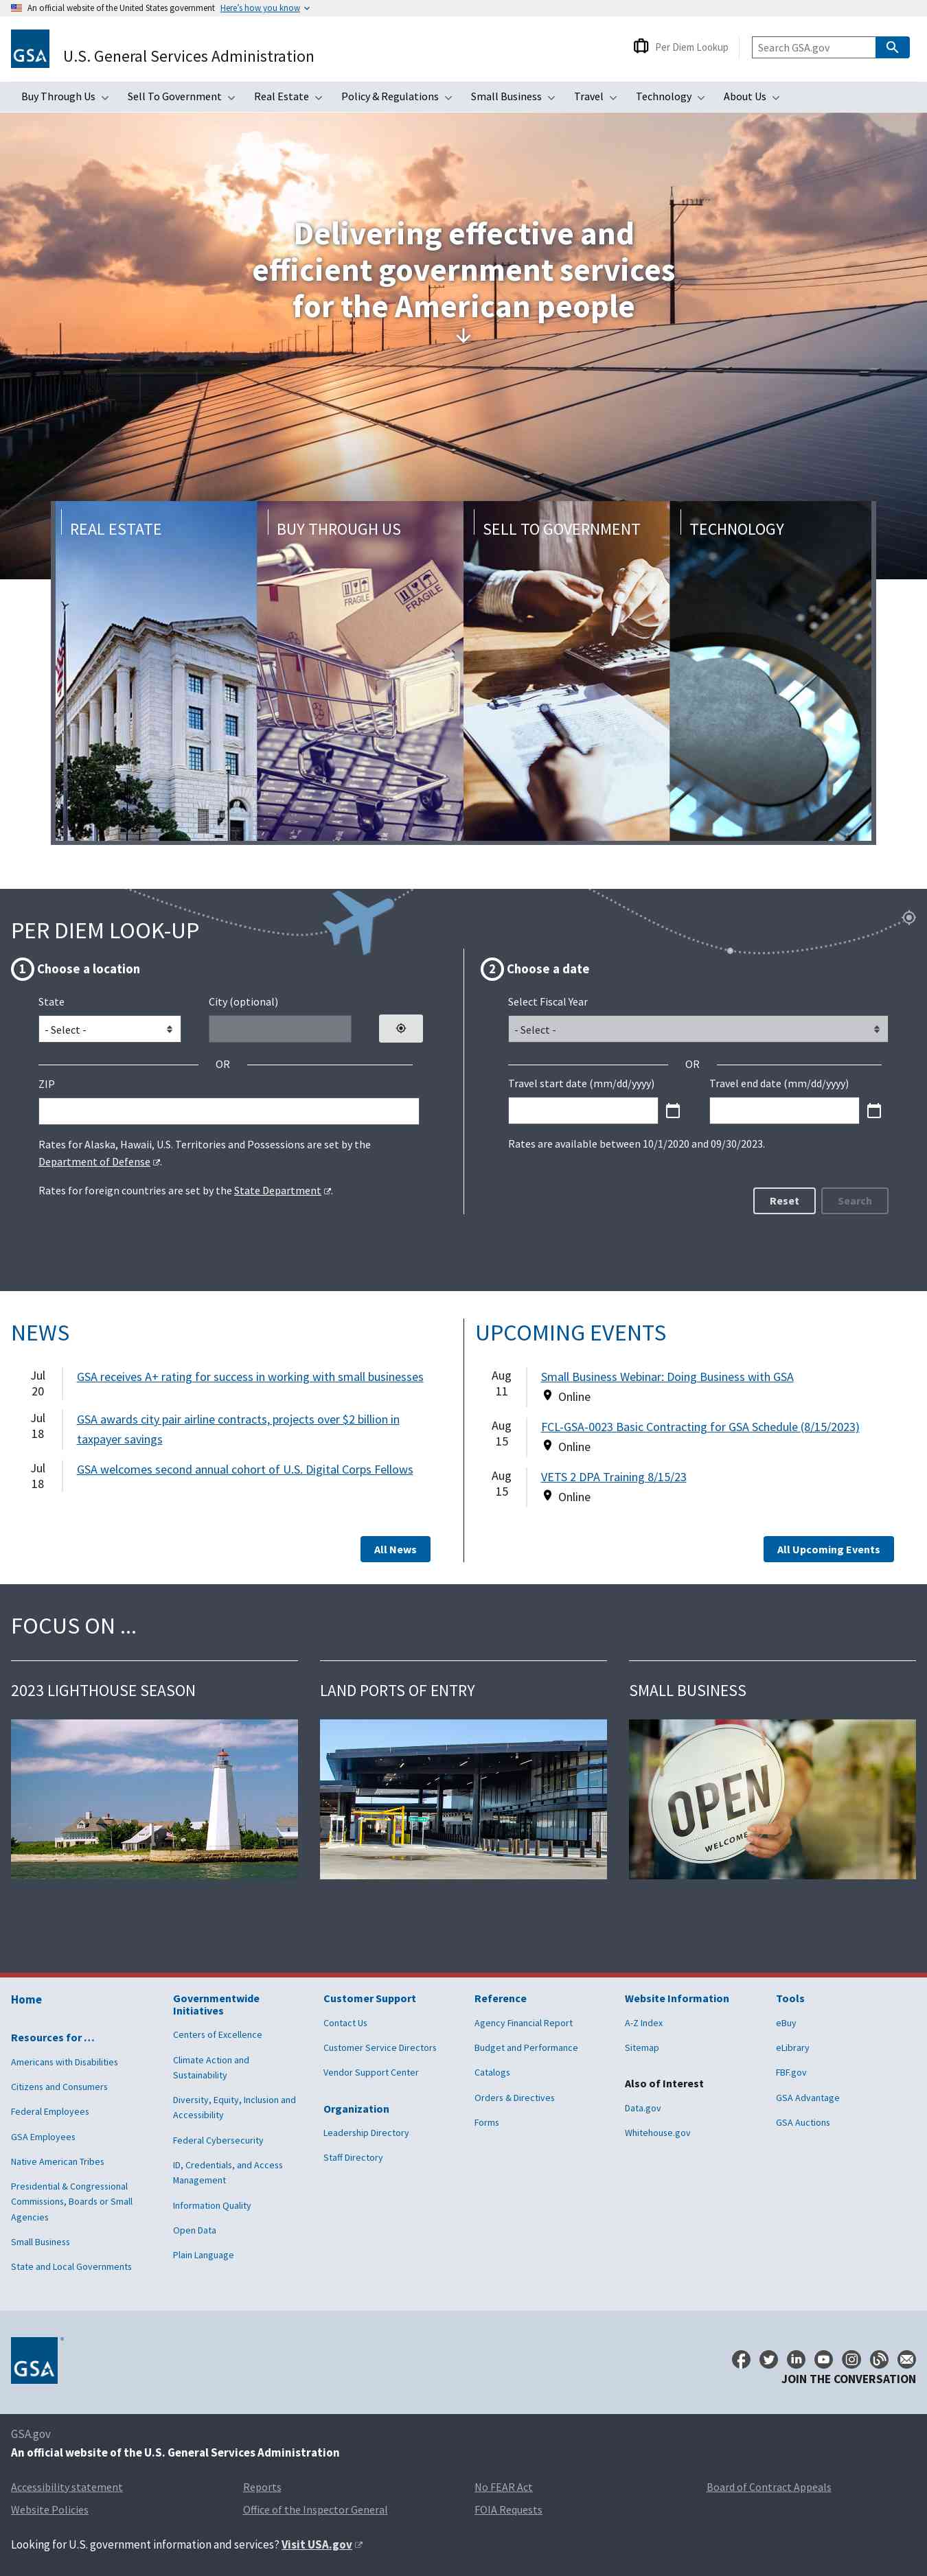 An official website of the United States government Here's how you know
GSA
U.S. General Services Administration
Per Diem Lookup
Search GSA.gov
Buy Through Us
Sell To Government
Real Estate
Policy & Regulations
Small Business
Travel
Technology
About Us
Delivering effective and
efficient government services
for the American people
REAL ESTATE
BUY THROUGH US
SELL TO GOVERNMENT
TECHNOLOGY
FRAGILE
FRAGILE
PER DIEM LOOK-UP
1 Choose a location
State
City (optional)
- Select -
OR
ZIP
Rates for Alaska, Hawaii, U.S. Territories and Possessions are set by the
Department of Defense.
Rates for foreign countries are set by the State Department.
2 Choose a date
Select Fiscal Year
- Select -
OR
Travel start date (mm/dd/yyyy)
Travel end date (mm/dd/yyyy)
Rates are available between 10/1/2020 and 09/30/2023.
Reset
Search
NEWS
Jul
20
GSA receives A+ rating for success in working with small businesses
Jul
18
GSA awards city pair airline contracts, projects over $2 billion in
taxpayer savings
Jul
18
GSA welcomes second annual cohort of U.S. Digital Corps Fellows
All News
UPCOMING EVENTS
Aug
11
Small Business Webinar: Doing Business with GSA
Online
Aug
15
FCL-GSA-0023 Basic Contracting for GSA Schedule (8/15/2023)
Online
Aug
15
VETS 2 DPA Training 8/15/23
Online
All Upcoming Events
FOCUS ON ...
2023 LIGHTHOUSE SEASON
LAND PORTS OF ENTRY
SMALL BUSINESS
OPEN
WELCOME
Home
Resources for …
Americans with Disabilities
Citizens and Consumers
Federal Employees
GSA Employees
Native American Tribes
Presidential & Congressional
Commissions, Boards or Small
Agencies
Small Business
State and Local Governments
Governmentwide
Initiatives
Centers of Excellence
Climate Action and
Sustainability
Diversity, Equity, Inclusion and
Accessibility
Federal Cybersecurity
ID, Credentials, and Access
Management
Information Quality
Open Data
Plain Language
Customer Support
Contact Us
Customer Service Directors
Vendor Support Center
Organization
Leadership Directory
Staff Directory
Reference
Agency Financial Report
Budget and Performance
Catalogs
Orders & Directives
Forms
Website Information
A-Z Index
Sitemap
Also of Interest
Data.gov
Whitehouse.gov
Tools
eBuy
eLibrary
FBF.gov
GSA Advantage
GSA Auctions
GSA
JOIN THE CONVERSATION
GSA.gov
An official website of the U.S. General Services Administration
Accessibility statement
Reports
No FEAR Act
Board of Contract Appeals
Website Policies
Office of the Inspector General
FOIA Requests
Looking for U.S. government information and services? Visit USA.gov